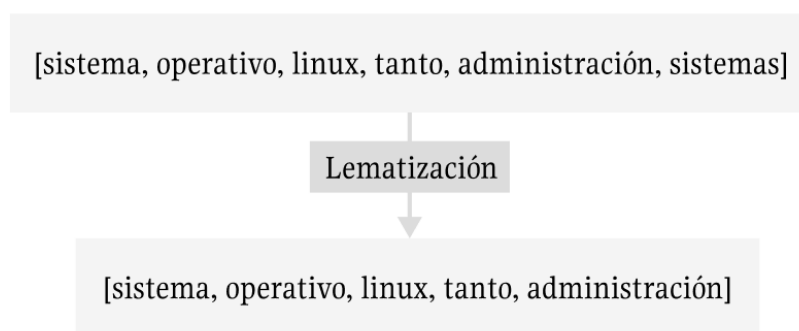 [sistema, operativo, linux, tanto, administración, sistemas]
Lematización
[sistema, operativo, linux, tanto, administración]